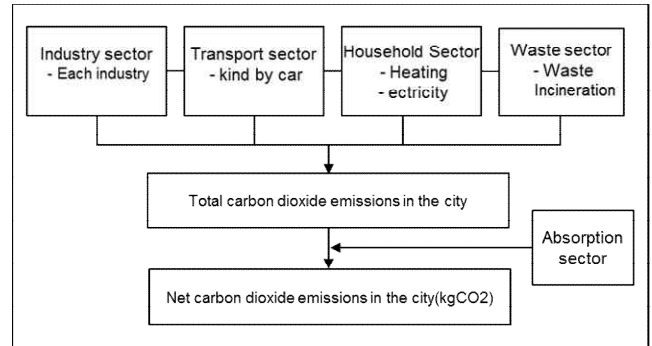 Industry sector
- Each industry
Transport sector
- kind by car
Household Sector
- Heating
-ectricity
Waste sector
- Waste
Incineration
Total carbon dioxide emissions in the city
Absorption
sector
Net carbon dioxide emissions in the city(kgCO2)